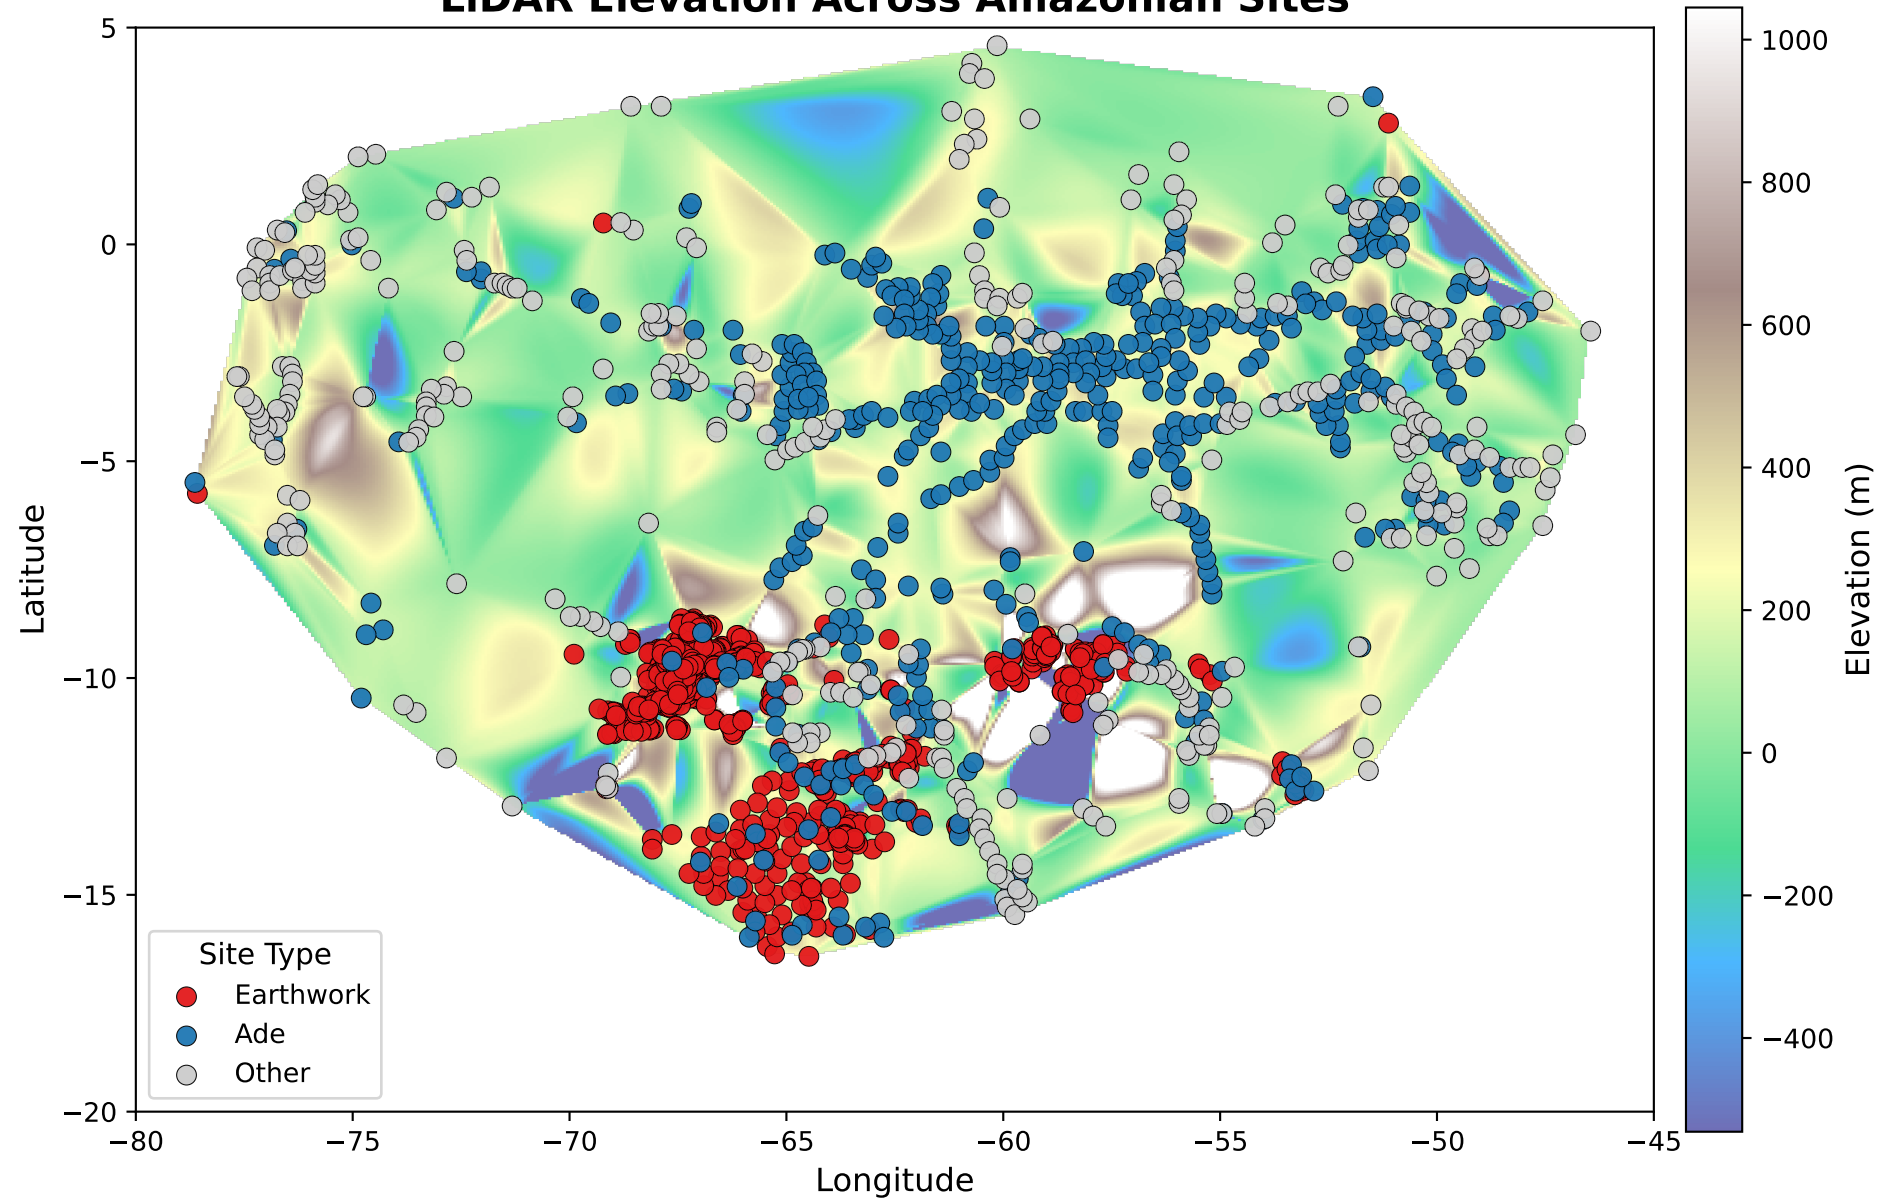 LiDAR Elevation Across Amazonian Sites
5
0
−5
−10
−15
−20
−80
−75
−70
−65
−60
−55
−50
−45
Latitude
Longitude
Site Type
Earthwork
Ade
Other
1000
800
600
400
200
0
−200
−400
Elevation (m)